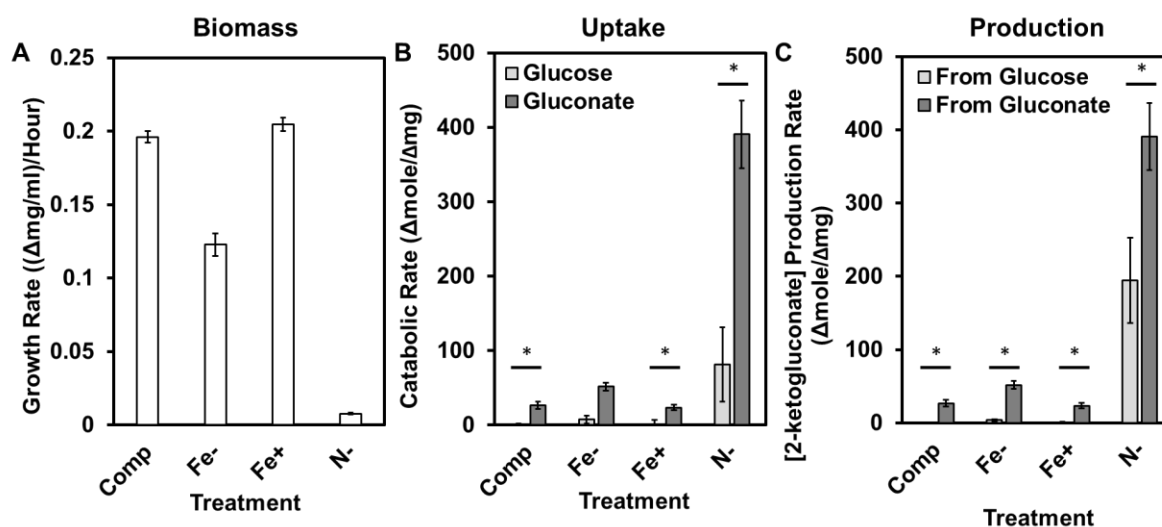 A
Biomass
Growth Rate ((Δmg/ml)/Hour)
0.25
0.2
0.15
0.1
0.05
0
Comp
Fe-
Fe+
N-
Treatment
B
Uptake
Catabolic Rate (Δmole/Δmg)
500
400
300
200
100
0
Glucose
Gluconate
*
*
*
Comp
Fe-
Fe+
N-
Treatment
C
Production
[2-ketogluconate] Production Rate
(Δmole/Δmg)
500
400
300
200
100
0
From Glucose
From Gluconate
*
*
*
*
Comp
Fe-
Fe+
N-
Treatment